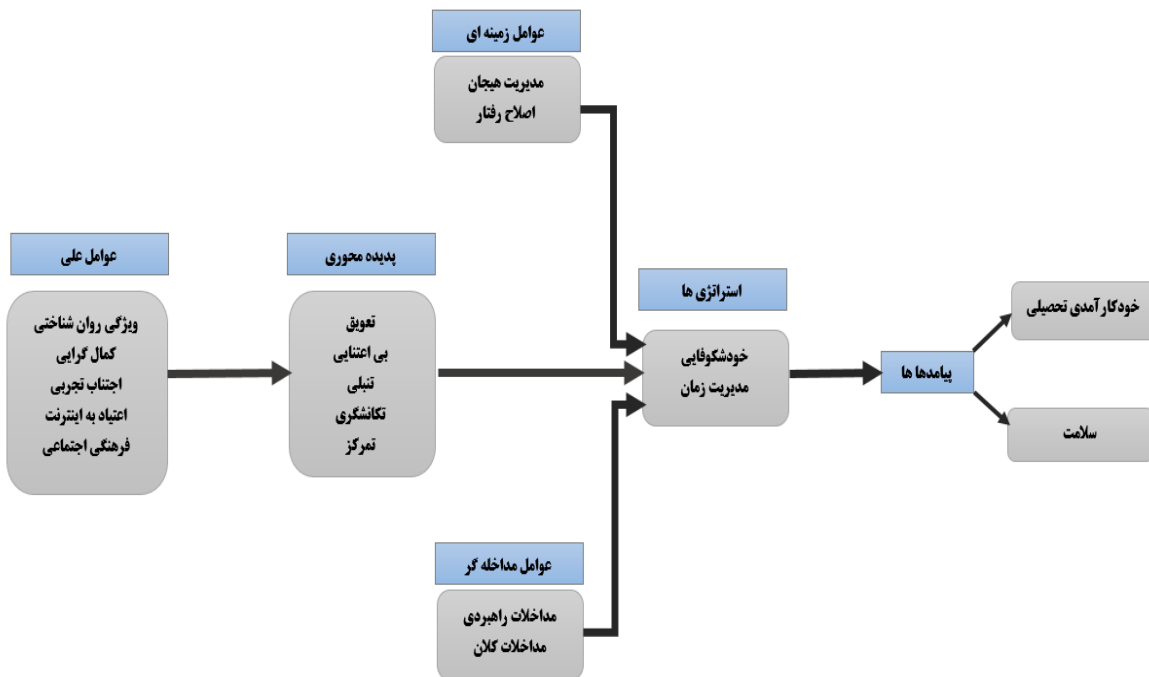 عوامل زمینه ای
مدیریت هیجان
اصلاح رفتار
عوامل علی
ویژگی روان شناختی
کمال گرایی
اجتناب تجربی
اعتیاد به اینترنت
فرهنگی اجتماعی
پدیده محوری
تعویق
بی اعتنایی
تنبلی
تکانشگری
تمرکز
استراتژی ها
خودشکوفایی
مدیریت زمان
پیامدها ها
خودکارآمدی تحصیلی
سلامت
عوامل مداخله گر
مداخلات راهبردی
مداخلات کلان